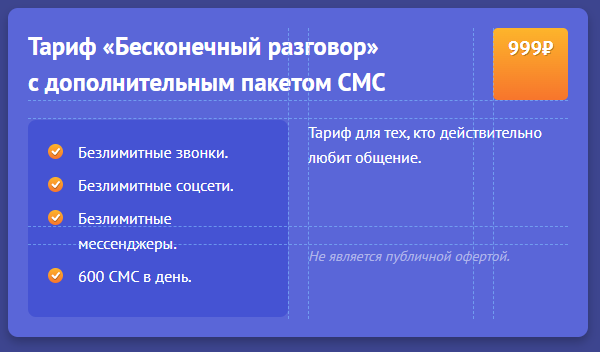 Тариф «Бесконечный разговор»
с дополнительным пакетом СМС
999₽
Безлимитные звонки.
Безлимитные соцсети.
Безлимитные
мессенджеры.
600 СМС в день.
Тариф для тех, кто действительно
любит общение.
Не является публичной офертой.